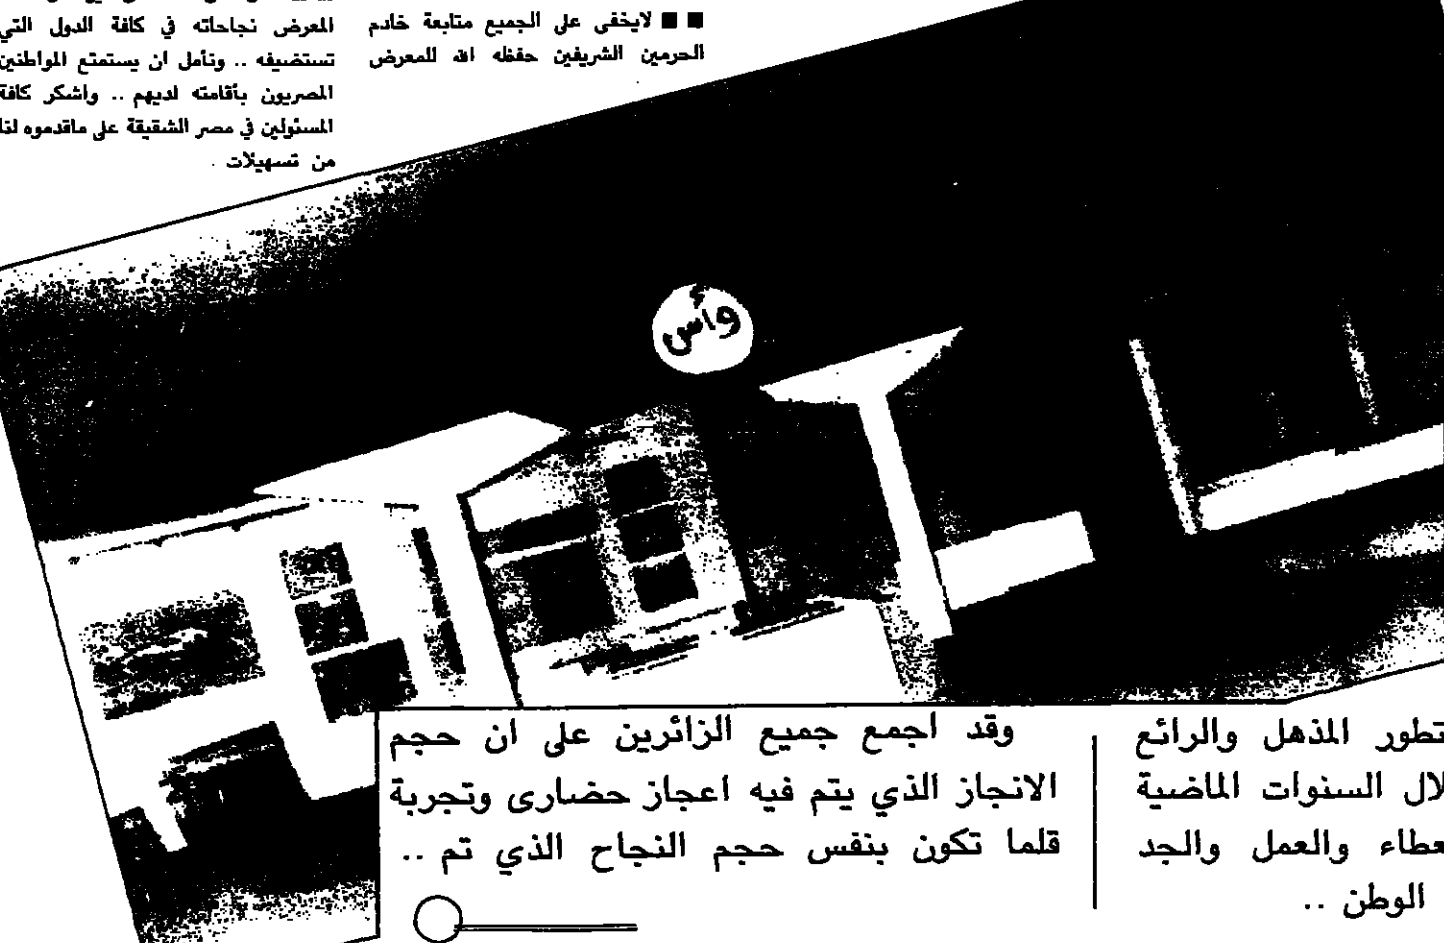 ■ ■ لايخفى على الجميع متابعة خادم
الحرمين الشريفين حفظه الله للمعرض
المعرض نجاحاته في كافة الدول التي
تستضيفه .. ونأمل ان يستمتع المواطنين
المصريون بأقامته لديهم .. واشكر كافة
المسئولين في مصر الشقيقة على ماقدموه لنا
من تسهيلات .
وأس
تطور المذهل والرائع
لال السنوات الماضية
عطاء والعمل والجد
الوطن ..
وقد اجمع جميع الزائرين على ان حجم
الانجاز الذي يتم فيه اعجاز حضارى وتجربة
قلما تكون بنفس حجم النجاح الذي تم ..